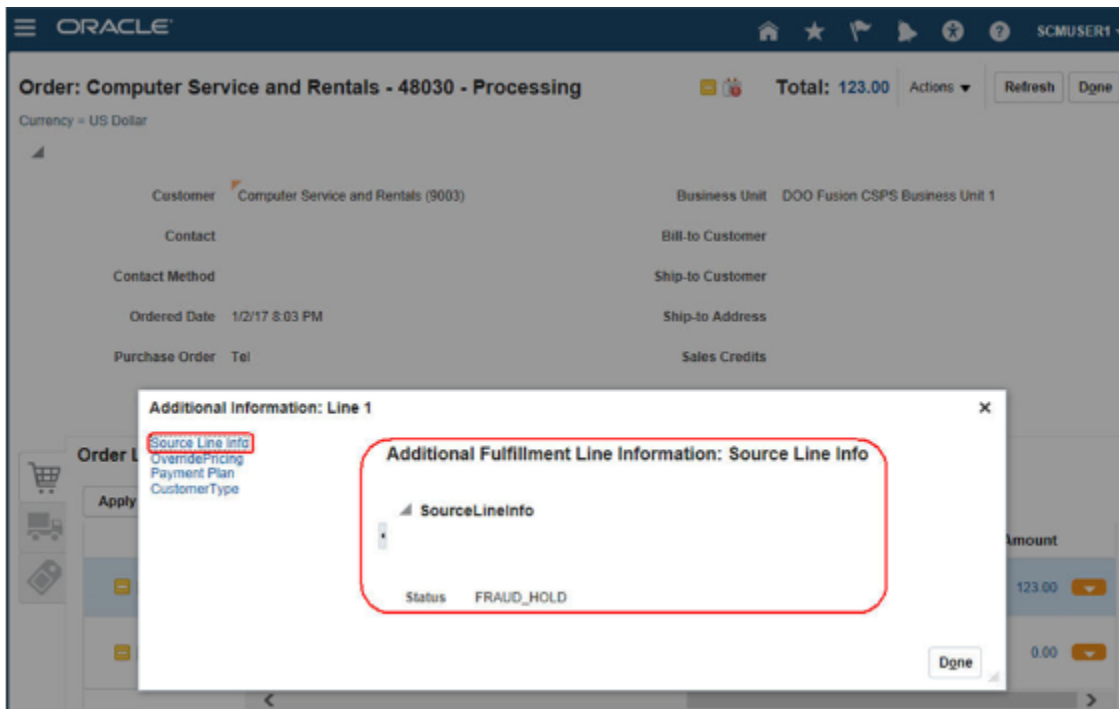 ORACLE
SCMUSER1
Order: Computer Service and Rentals - 48030 - Processing
Total: 123.00
Actions
Refresh
Done
Currency = US Dollar
Customer Computer Service and Rentals (9003)
Business Unit DOO Fusion CSPS Business Unit 1
Contact
Bill-to Customer
Contact Method
Ship-to Customer
Ordered Date 1/2/17 8:03 PM
Ship-to Address
Purchase Order Tel
Sales Credits
Additional Information: Line 1
Source Line Info
OverridePricing
Payment Plan
CustomerType
Additional Fulfillment Line Information: Source Line Info
SourceLineInfo
Status FRAUD_HOLD
Done
Order L
Apply
Amount
123.00
0.00